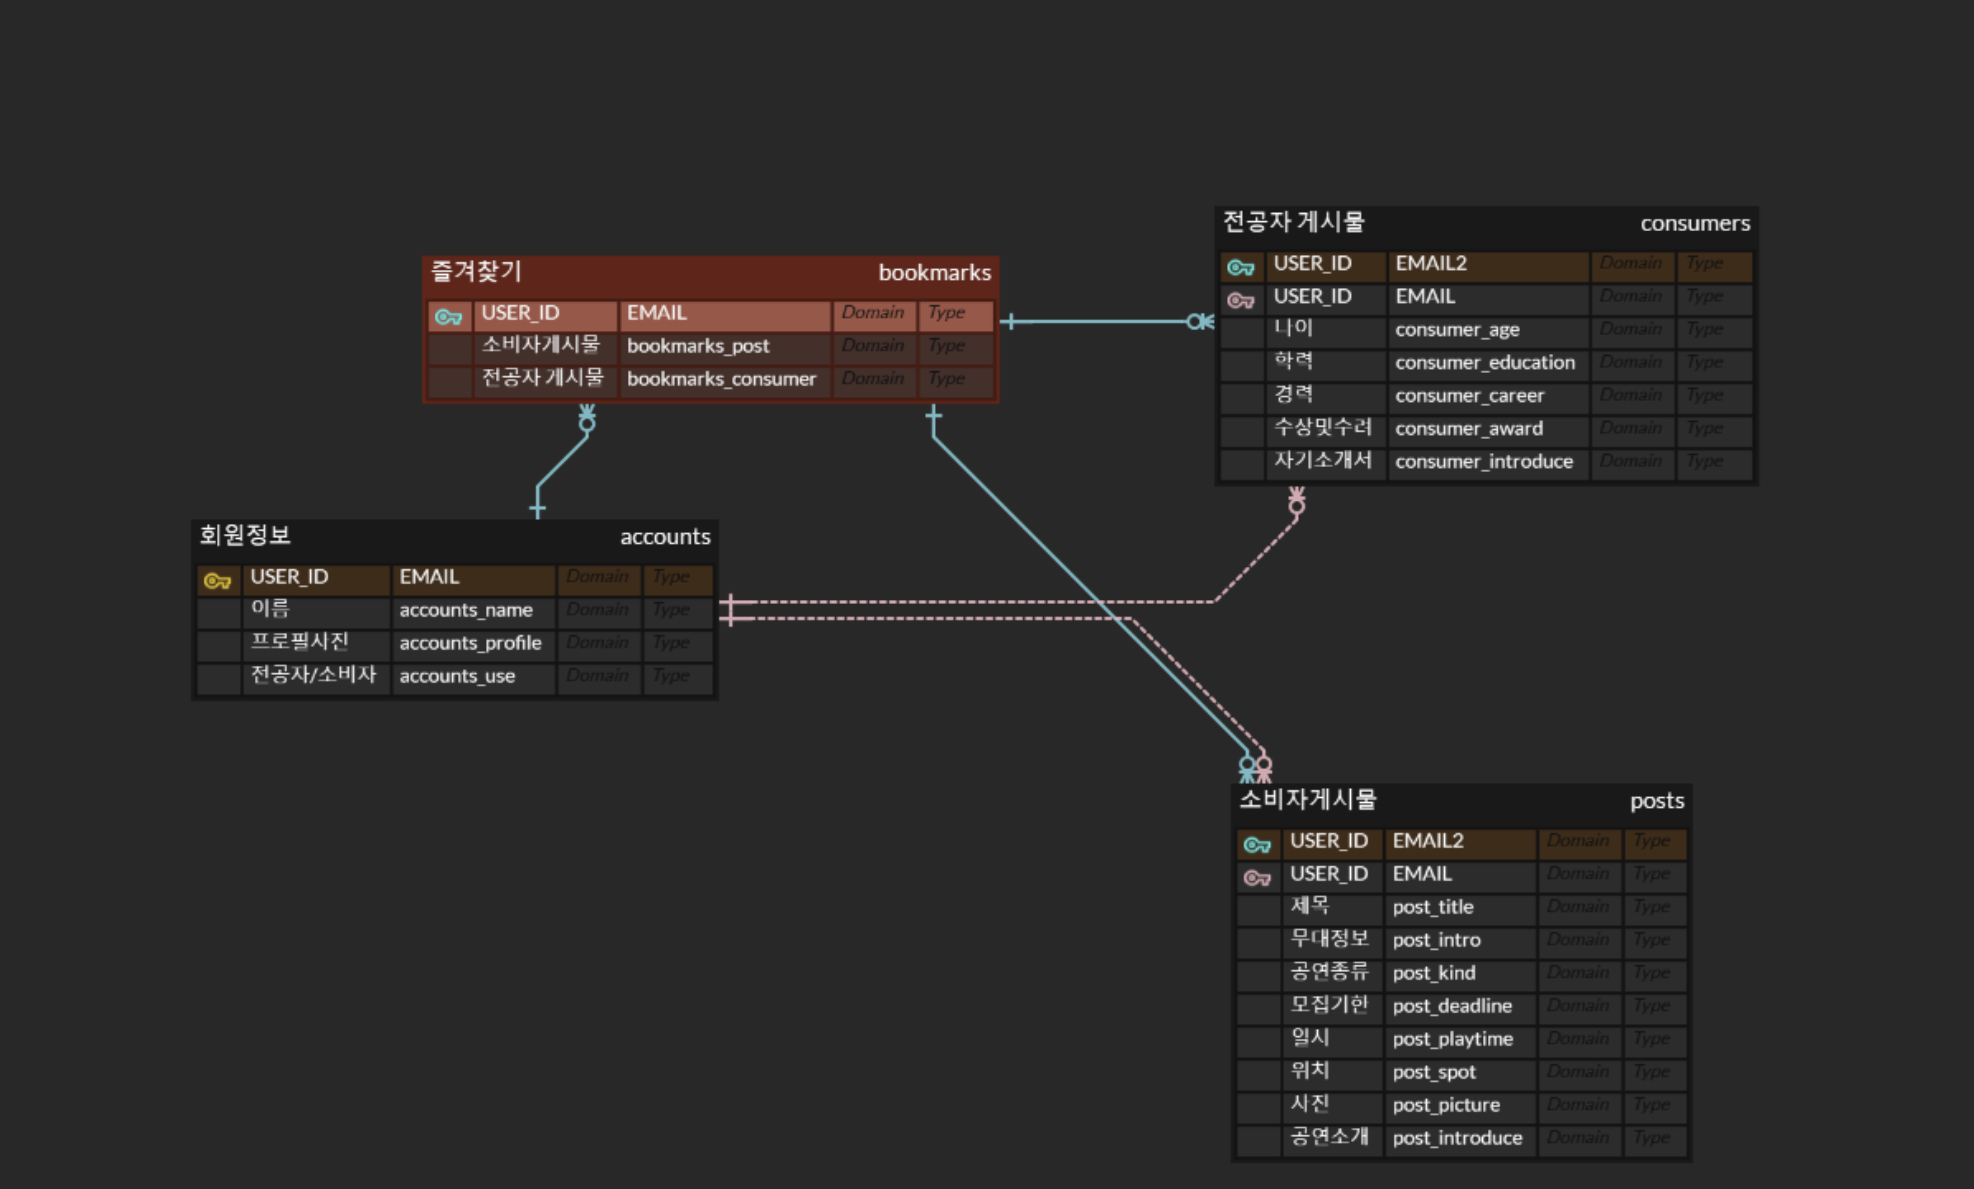 전공자 게시물 consumers
USER_ID EMAIL2 Domain Type
USER_ID EMAIL Domain Type
나이 consumer_age Domain Type
학력 consumer_education Domain Type
경력 consumer_career Domain Type
수상및수려 consumer_award Domain Type
자기소개서 consumer_introduce Domain Type
즐겨찾기 bookmarks
USER_ID EMAIL Domain Type
소비자게시물 bookmarks_post Domain Type
전공자 게시물 bookmarks_consumer Domain Type
회원정보 accounts
USER_ID EMAIL Domain Type
이름 accounts_name Domain Type
프로필사진 accounts_profile Domain Type
전공자/소비자 accounts_use Domain Type
소비자게시물 posts
USER_ID EMAIL2 Domain Type
USER_ID EMAIL Domain Type
제목 post_title Domain Type
무대정보 post_intro Domain Type
공연종류 post_kind Domain Type
모집기한 post_deadline Domain Type
일시 post_playtime Domain Type
위치 post_spot Domain Type
사진 post_picture Domain Type
공연소개 post_introduce Domain Type